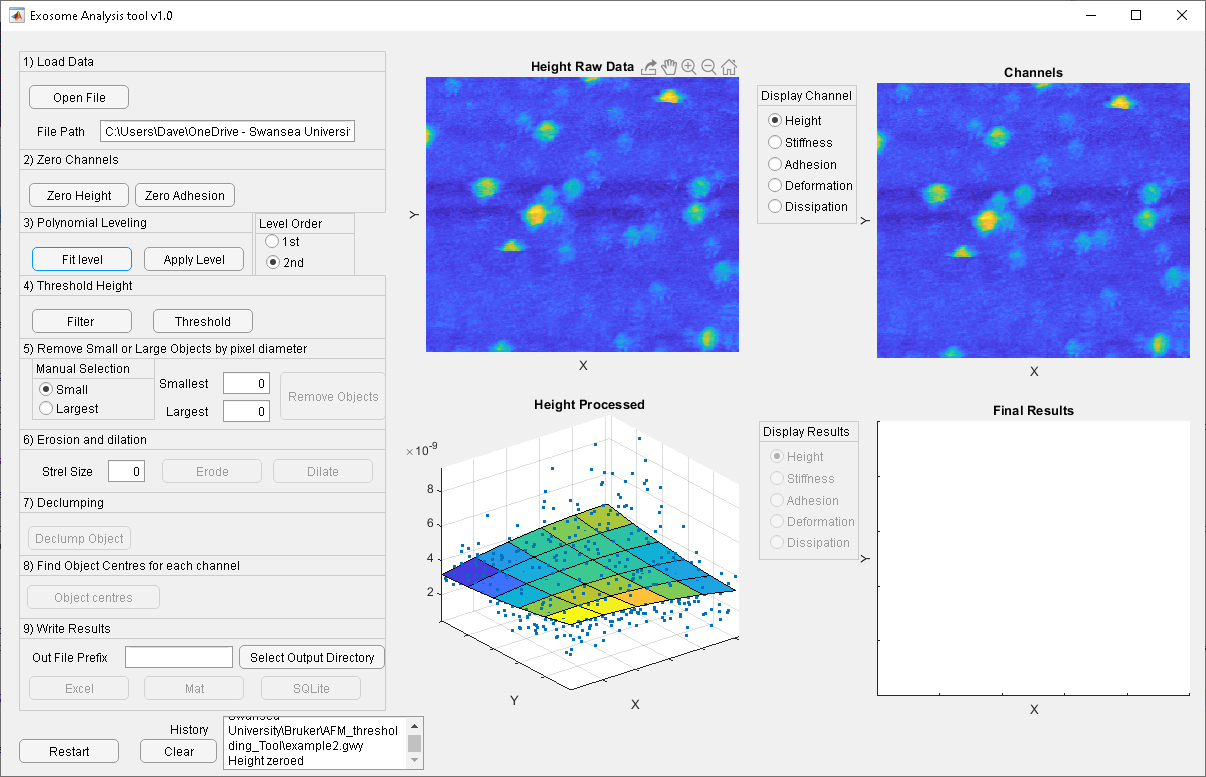 Exosome Analysis tool v1.0
1) Load Data
Open File
File Path C:\Users\Dave\OneDrive - Swansea Universi
2) Zero Channels
Zero Height Zero Adhesion
3) Polynomial Leveling
Level Order
1st
2nd
Fit level Apply Level
4) Threshold Height
Filter Threshold
5) Remove Small or Large Objects by pixel diameter
Manual Selection
Small
Largest
Smallest 0
Largest 0
Remove Objects
6) Erosion and dilation
Strel Size 0 Erode Dilate
7) Declumping
Declump Object
8) Find Object Centres for each channel
Object centres
9) Write Results
Out File Prefix Select Output Directory
Excel Mat SQLite
Restart
History
Clear
Swansea
University\Bruker\AFM_threshol
ding_Tool\example2.gwy
Height zeroed
Height Raw Data
Y
X
Display Channel
Height
Stiffness
Adhesion
Deformation
Dissipation
Channels
Y
X
Height Processed
×10-9
8
6
4
2
Y
X
Display Results
Height
Stiffness
Adhesion
Deformation
Dissipation
Final Results
Y
X